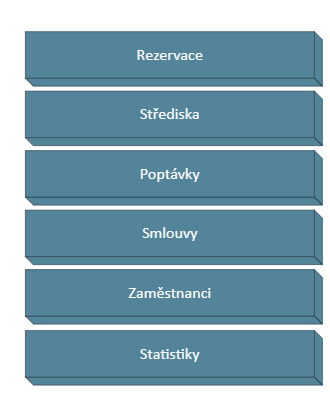 Rezervace
Střediska
Poptávky
Smlouvy
Zaměstnanci
Statistiky